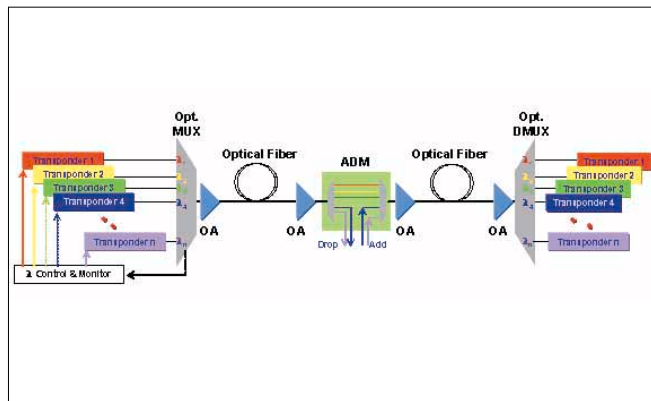 Opt.
MUX
Optical Fiber
ADM
Optical Fiber
Opt.
DMUX
Transponder 1
Transponder 2
Transponder 3
Transponder 4
Transponder n
λ Control & Monitor
OA
OA
Drop
Add
OA
OA
Transponder 1
Transponder 2
Transponder 3
Transponder 4
Transponder n